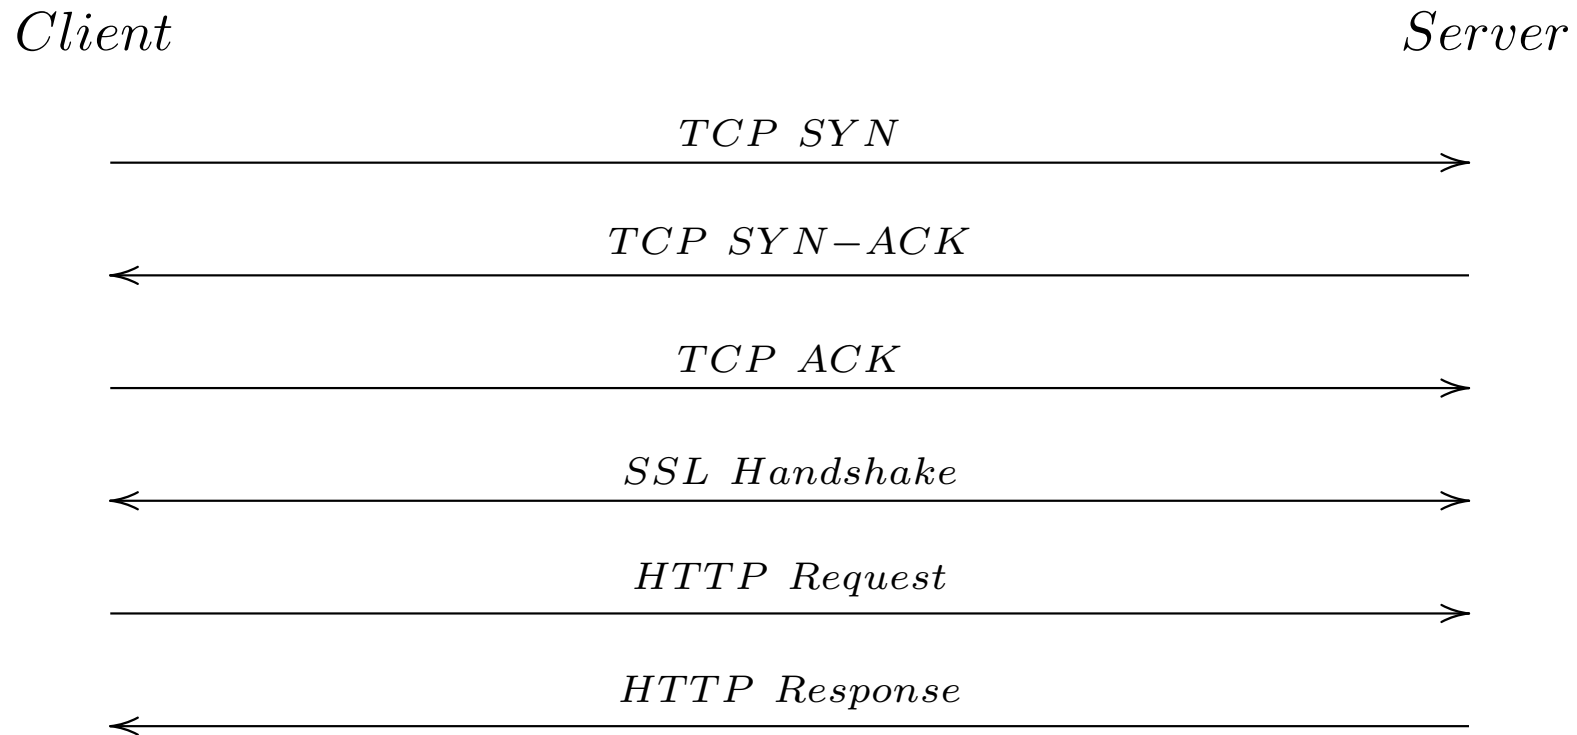 Client Server
TCP SYN
TCP SYN−ACK
TCP ACK
SSL Handshake
HTTP Request
HTTP Response